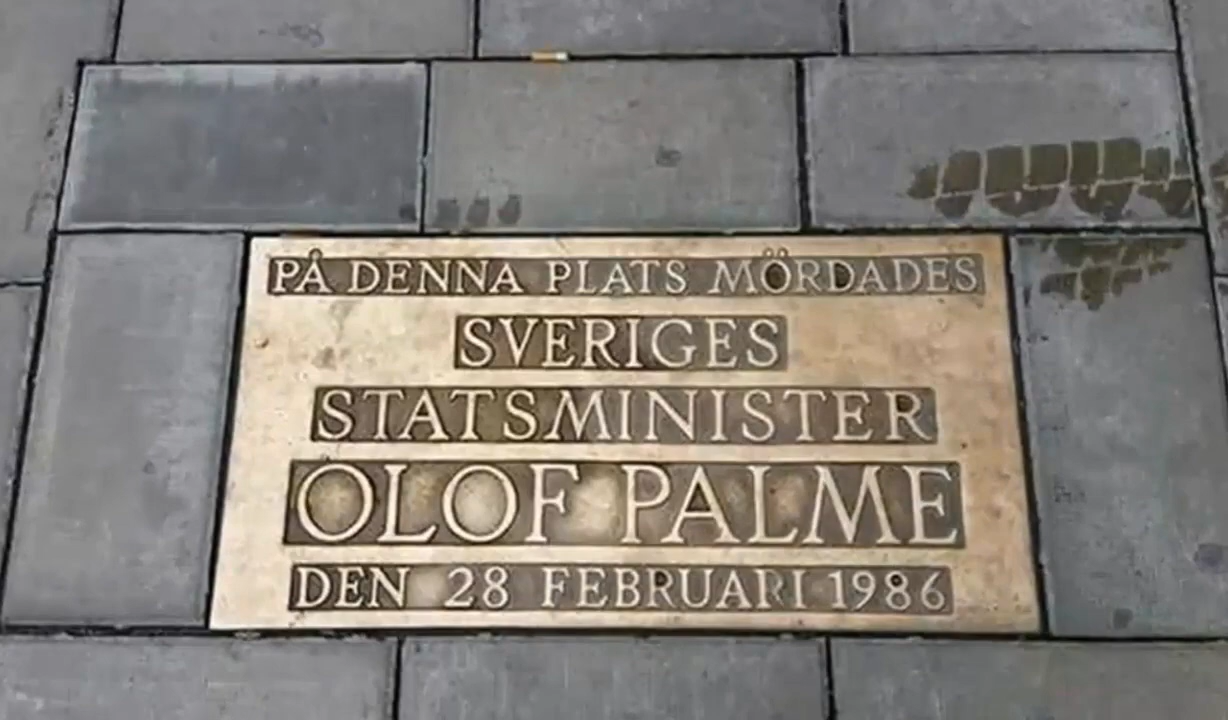 PÅ DENNA PLATS MÖRDADES
SVERIGES
STATSMINISTER
OLOF PALME
DEN 28 FEBRUARI 1986